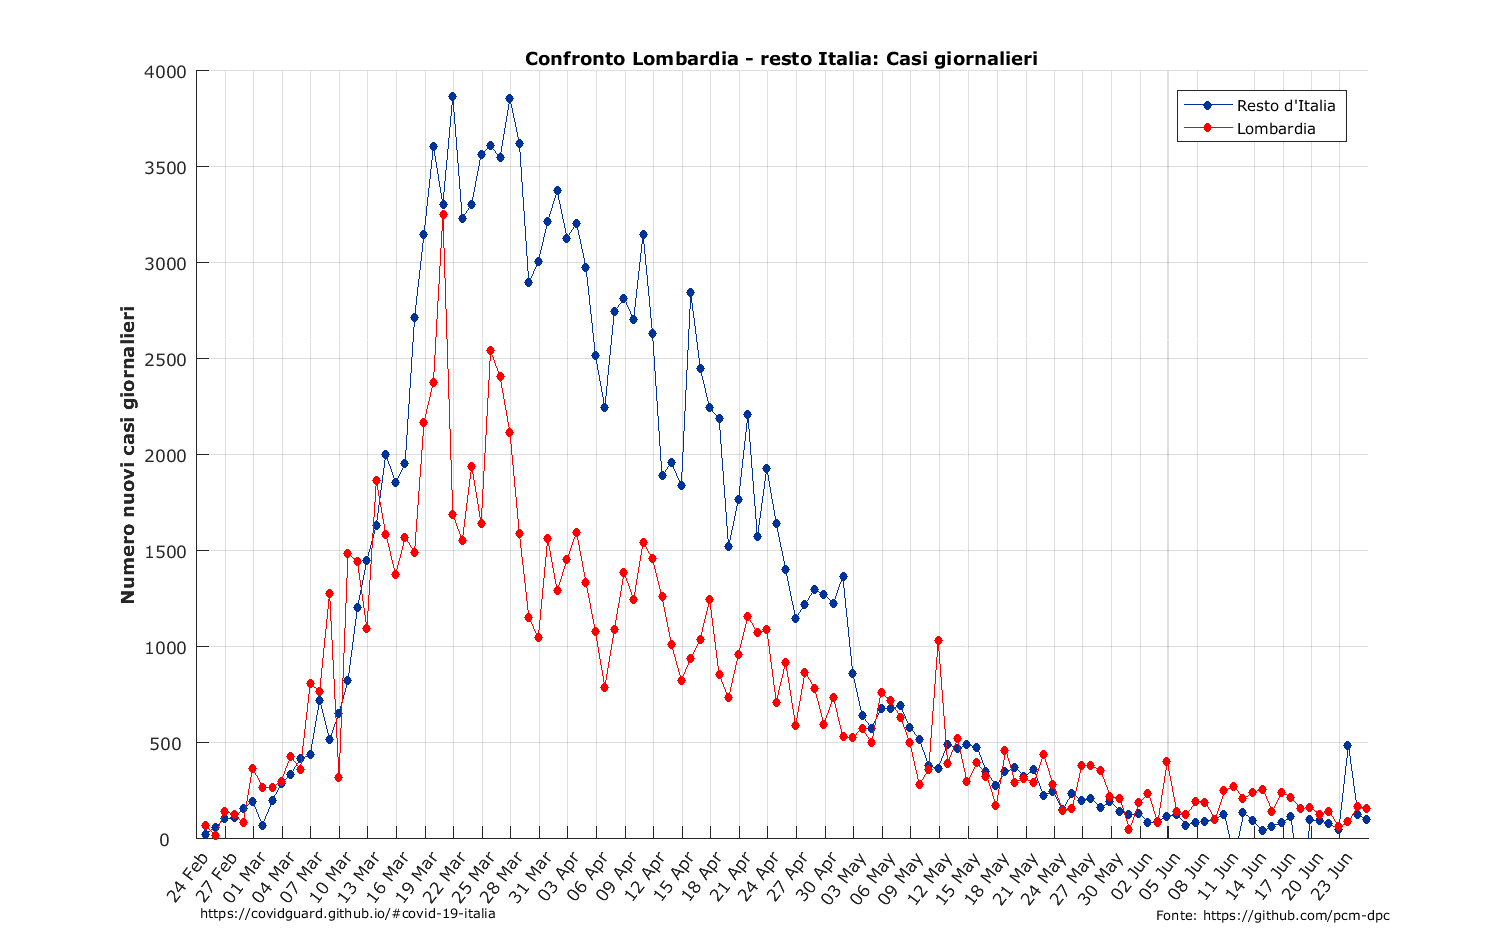 Confronto Lombardia - resto Italia: Casi giornalieri
4000
3500
3000
2500
2000
1500
1000
500
0
Numero nuovi casi giornalieri
Resto d'Italia
Lombardia
24 Feb
27 Feb
01 Mar
04 Mar
07 Mar
10 Mar
13 Mar
16 Mar
19 Mar
22 Mar
25 Mar
28 Mar
31 Mar
03 Apr
06 Apr
09 Apr
12 Apr
15 Apr
18 Apr
21 Apr
24 Apr
27 Apr
30 Apr
03 May
06 May
09 May
12 May
15 May
18 May
21 May
24 May
27 May
30 May
02 Jun
05 Jun
08 Jun
11 Jun
14 Jun
17 Jun
20 Jun
23 Jun
https://covidguard.github.io/#covid-19-italia
Fonte: https://github.com/pcm-dpc